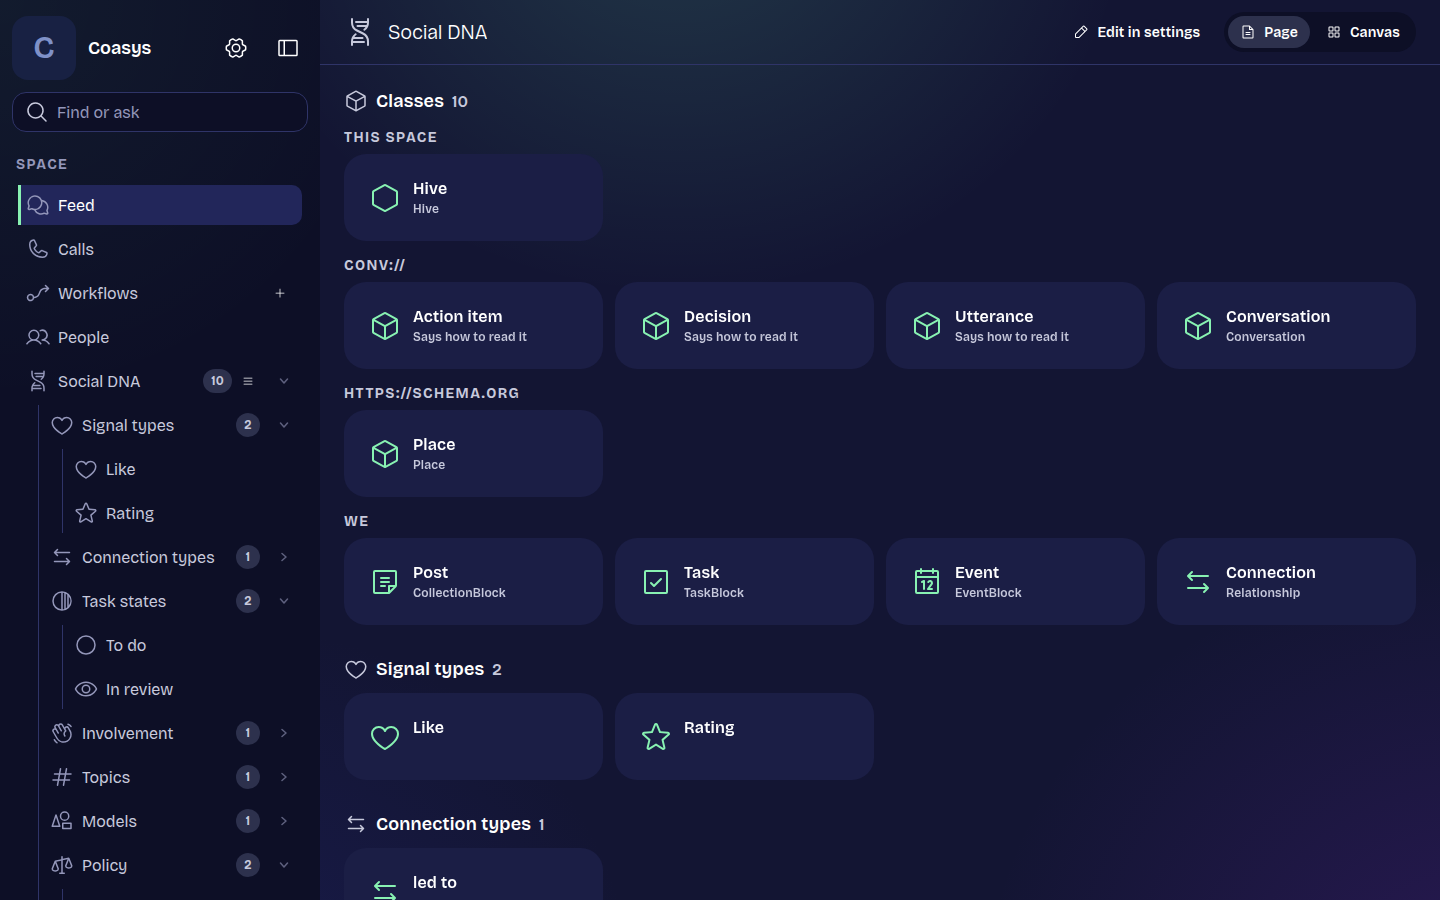 C
Coasys
Find or ask
SPACE
Feed
Calls
Workflows
People
Social DNA 10
Signal types 2
Like
Rating
Connection types 1
Task states 2
To do
In review
Involvement 1
Topics 1
Models 1
Policy 2
Social DNA
Edit in settings
Page
Canvas
Classes 10
THIS SPACE
Hive
Hive
CONV://
Action item
Says how to read it
Decision
Says how to read it
Utterance
Says how to read it
Conversation
Conversation
HTTPS://SCHEMA.ORG
Place
Place
WE
Post
CollectionBlock
Task
TaskBlock
12
Event
EventBlock
Connection
Relationship
Signal types 2
Like
Rating
Connection types 1
led to